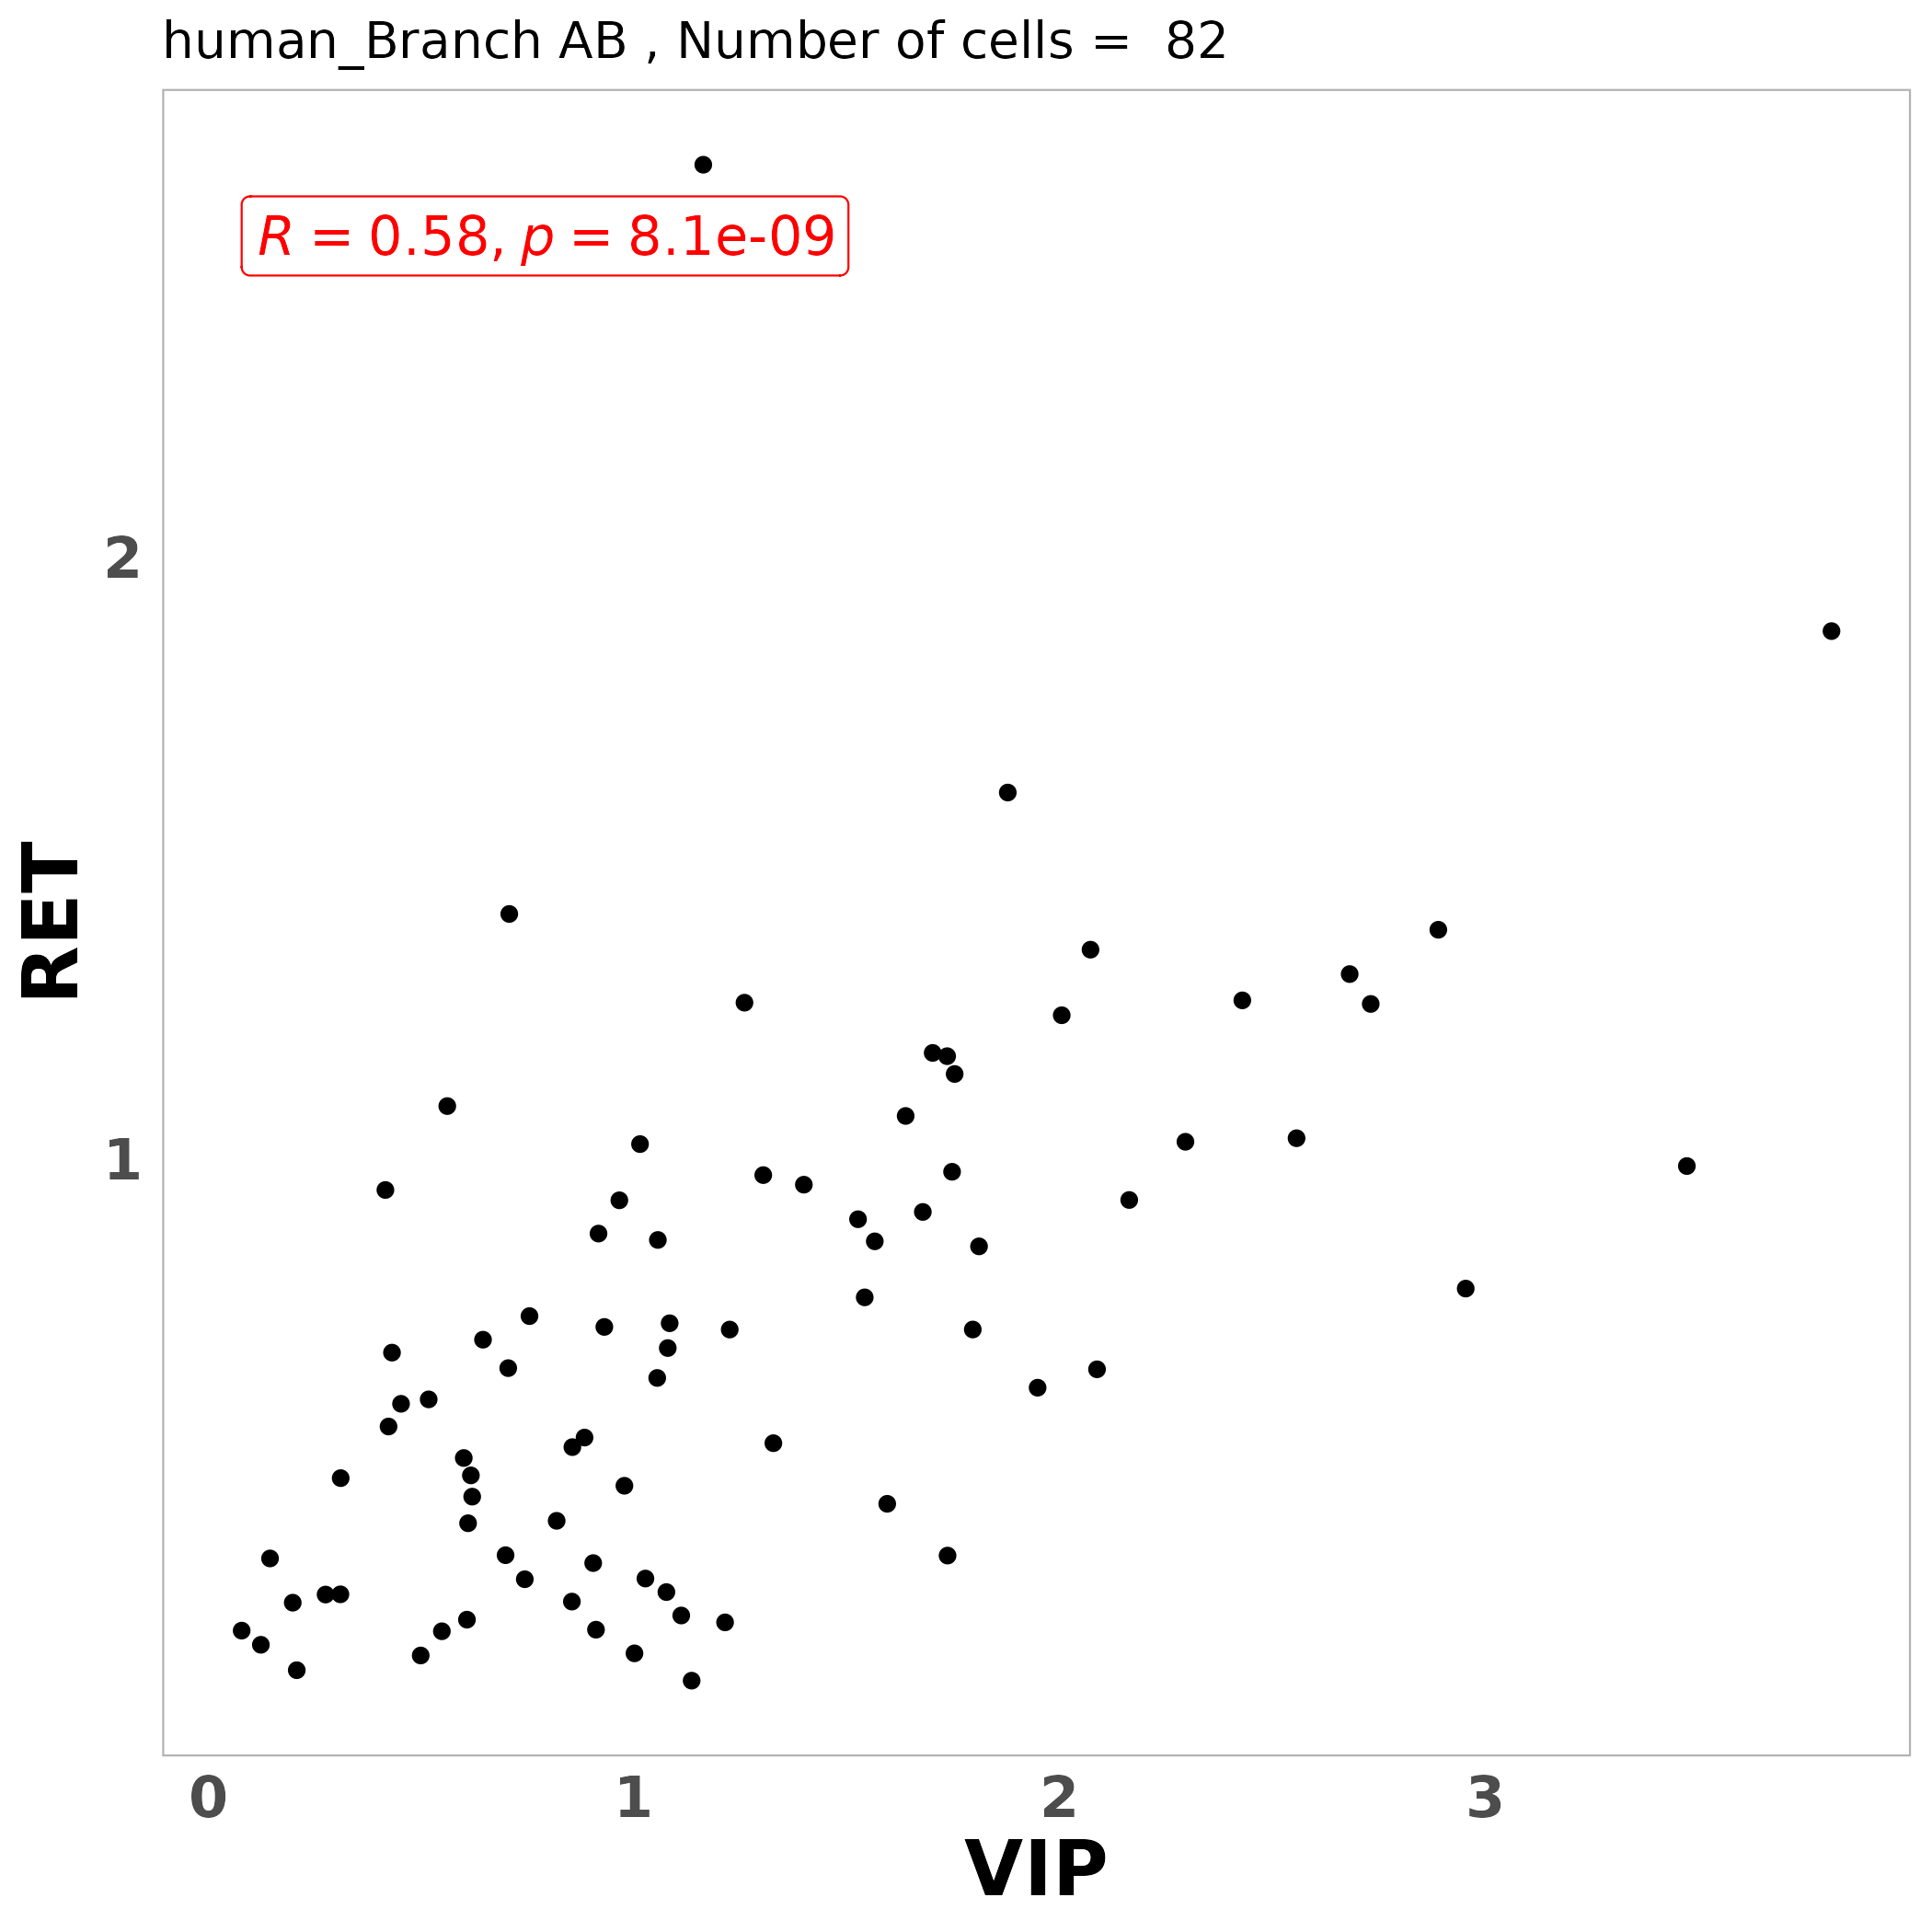 human_Branch AB , Number of cells =  82
R = 0.58, p = 8.1e-09
2
1
RET
0 1 2 3
VIP